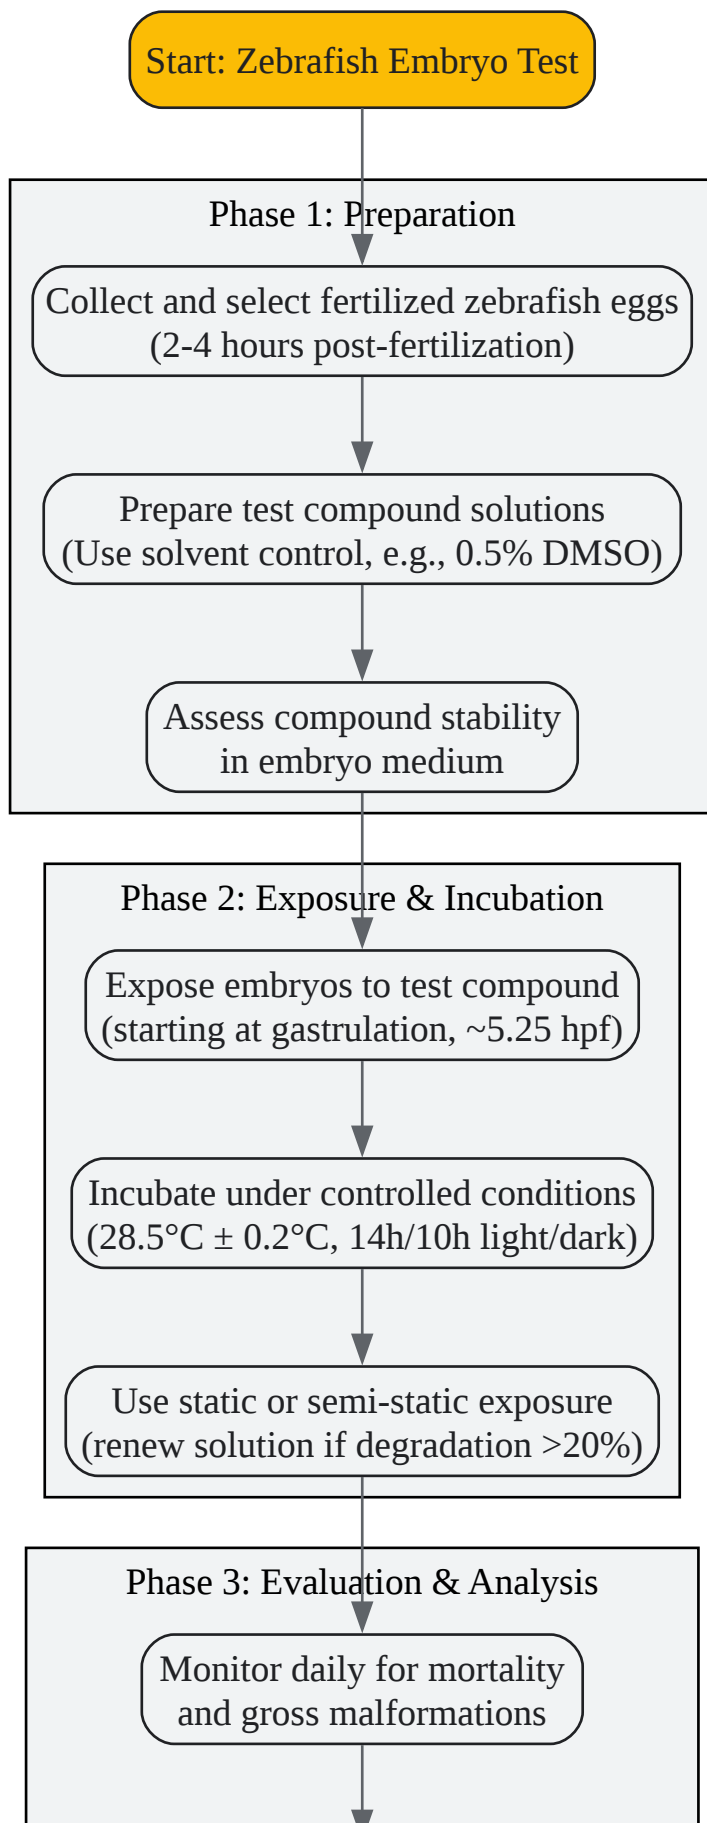 Start: Zebrafish Embryo Test
Phase 1: Preparation
Collect and select fertilized zebrafish eggs
(2-4 hours post-fertilization)
Prepare test compound solutions
(Use solvent control, e.g., 0.5% DMSO)
Assess compound stability
in embryo medium
Phase 2: Exposure & Incubation
Expose embryos to test compound
(starting at gastrulation, ~5.25 hpf)
Incubate under controlled conditions
(28.5°C ± 0.2°C, 14h/10h light/dark)
Use static or semi-static exposure
(renew solution if degradation >20%)
Phase 3: Evaluation & Analysis
Monitor daily for mortality
and gross malformations